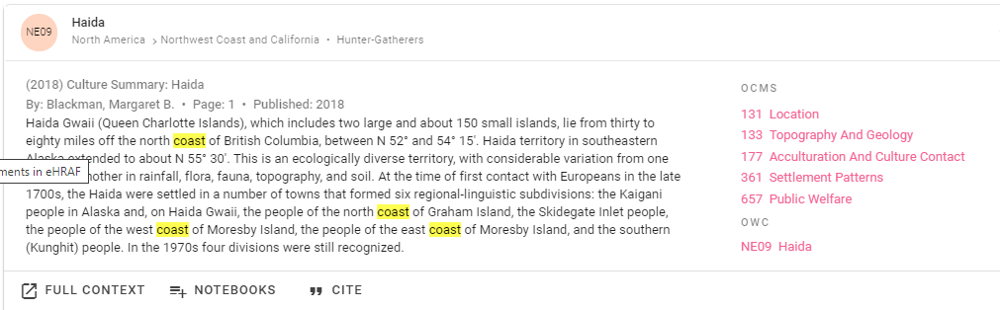 NE09
Haida
North America > Northwest Coast and California • Hunter-Gatherers
(2018) Culture Summary: Haida
By: Blackman, Margaret B. • Page: 1 • Published: 2018
Haida Gwaii (Queen Charlotte Islands), which includes two large and about 150 small islands, lie from thirty to
eighty miles off the north coast of British Columbia, between N 52° and 54° 15'. Haida territory in southeastern
Alaska extended to about N 55° 30'. This is an ecologically diverse territory, with considerable variation from one
ments in eHRAF
other in rainfall, flora, fauna, topography, and soil. At the time of first contact with Europeans in the late
1700s, the Haida were settled in a number of towns that formed six regional-linguistic subdivisions: the Kaigani
people in Alaska and, on Haida Gwaii, the people of the north coast of Graham Island, the Skidegate Inlet people,
the people of the west coast of Moresby Island, the people of the east coast of Moresby Island, and the southern
(Kunghit) people. In the 1970s four divisions were still recognized.
OCMS
131 Location
133 Topography And Geology
177 Acculturation And Culture Contact
361 Settlement Patterns
657 Public Welfare
OWC
NE09 Haida
FULL CONTEXT
NOTEBOOKS
CITE